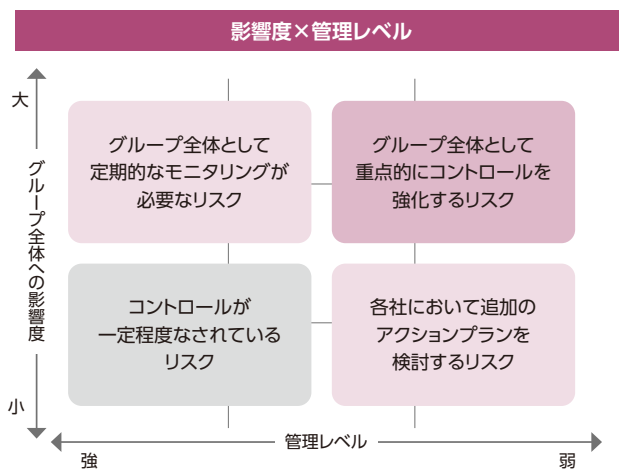 影響度×管理レベル
大
グループ全体への影響度
小
グループ全体として
定期的なモニタリングが
必要なリスク
グループ全体として
重点的にコントロールを
強化するリスク
コントロールが
一定程度なされている
リスク
各社において追加の
アクションプランを
検討するリスク
管理レベル
強
弱